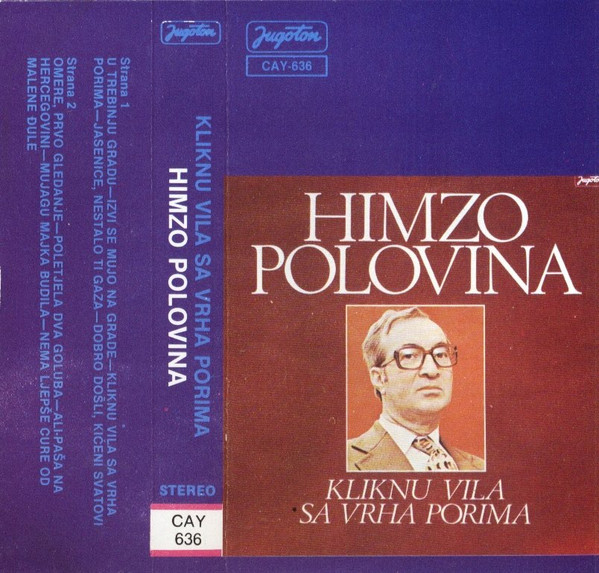 Strana 1
U TREBINJU GRADU—IZVI SE MUJO NA GRADE—KLIKNU VILA SA VRHA
PORIMA—JASENICE, NESTALO TI GAZA—DOBRO DOŠLI, KIĆENI SVATOVI
Strana 2
OMERE, PRVO GLEDANJE—POLETJELA DVA GOLUBA—ALI-PAŠA NA
HERCEGOVINI—MUJAGU MAJKA BUDILA—NEMA LJEPŠE CURE OD
MALENE ĐULE
Jugoton
KLIKNU VILA SA VRHA PORIMA
HIMZO POLOVINA
STEREO
CAY
636
Jugoton
CAY-636
Jugoton
HIMZO
POLOVINA
KLIKNU VILA
SA VRHA PORIMA